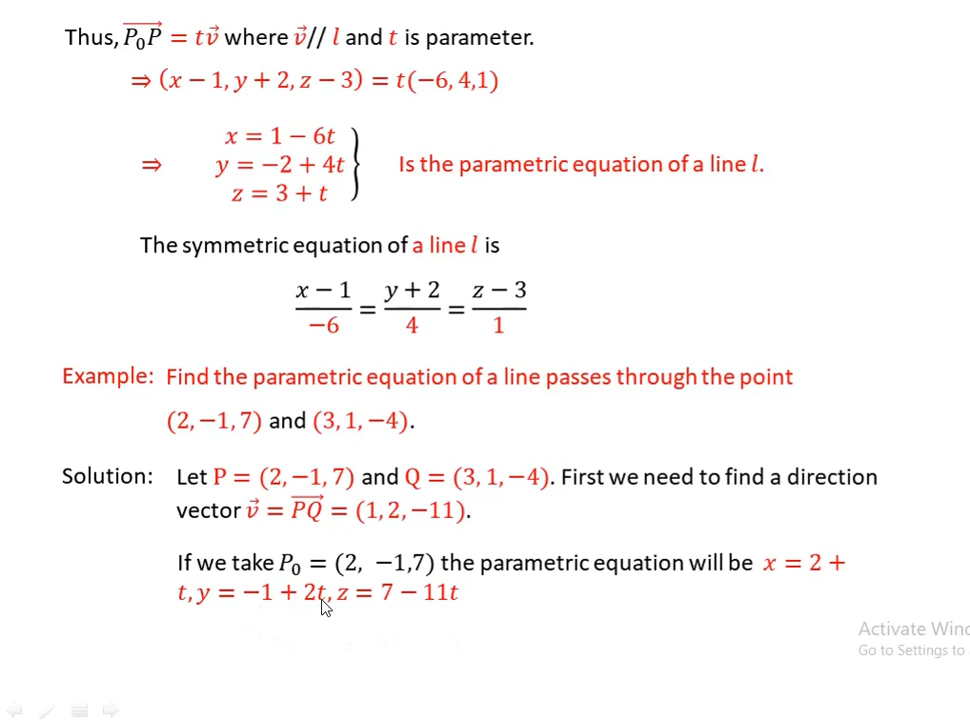 Thus, $\overrightarrow{P_0P} = t\vec{v}$ where $\vec{v}$// $l$ and $t$ is parameter.
⇒ (x − 1, y + 2, z − 3) = t(−6, 4,1)
x = 1 − 6t
⇒ y = −2 + 4t } Is the parametric equation of a line l.
z = 3 + t
The symmetric equation of a line l is
$\frac{x-1}{-6} = \frac{y+2}{4} = \frac{z-3}{1}$
Example: Find the parametric equation of a line passes through the point
(2, −1, 7) and (3, 1, −4).
Solution: Let P = (2, −1, 7) and Q = (3, 1, −4). First we need to find a direction
vector $\vec{v} = \overrightarrow{PQ}$ = (1, 2, −11).
If we take P₀ = (2, −1,7) the parametric equation will be x = 2 +
t, y = −1 + 2t, z = 7 − 11t
Activate Wind
Go to Settings to